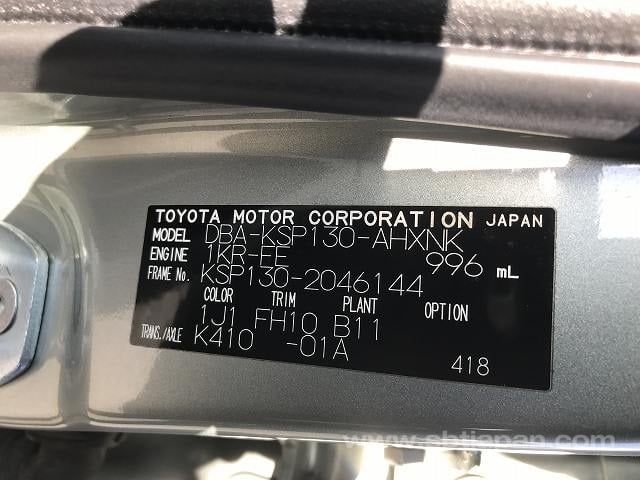 TOYOTA MOTOR CORPORATION JAPAN
MODEL DBA-KSP130-AHXNK
ENGINE 1KR-FE 996 mL
FRAME No. KSP130-2046144
COLOR TRIM PLANT OPTION
1J1 FH10 B11
TRANS./AXLE K410 -01A
418
www.sbtjapan.com